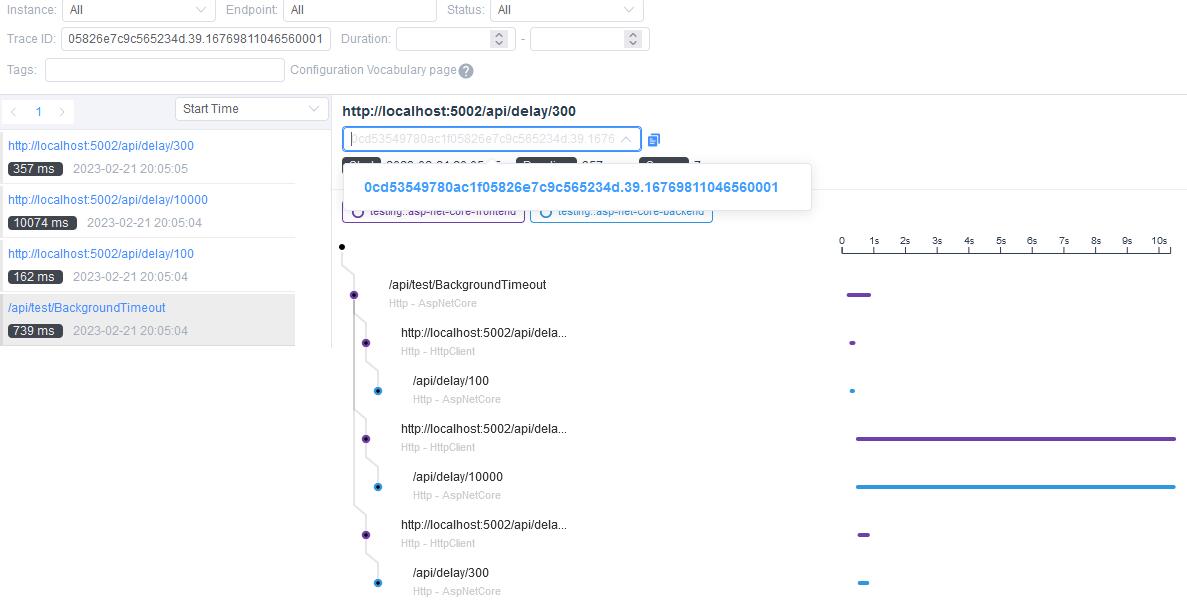 Instance: All Endpoint: All Status: All
Trace ID: 05826e7c9c565234d.39.16769811046560001 Duration: -
Tags: Configuration Vocabulary page ?
1 Start Time
http://localhost:5002/api/delay/300
357 ms 2023-02-21 20:05:05
http://localhost:5002/api/delay/10000
10074 ms 2023-02-21 20:05:04
http://localhost:5002/api/delay/100
162 ms 2023-02-21 20:05:04
/api/test/BackgroundTimeout
739 ms 2023-02-21 20:05:04
http://localhost:5002/api/delay/300
0cd53549780ac1f05826e7c9c565234d.39.1676
0cd53549780ac1f05826e7c9c565234d.39.16769811046560001
testing::asp-net-core-frontend testing::asp-net-core-backend
0 1s 2s 3s 4s 5s 6s 7s 8s 9s 10s
/api/test/BackgroundTimeout
Http - AspNetCore
http://localhost:5002/api/dela...
Http - HttpClient
/api/delay/100
Http - AspNetCore
http://localhost:5002/api/dela...
Http - HttpClient
/api/delay/10000
Http - AspNetCore
http://localhost:5002/api/dela...
Http - HttpClient
/api/delay/300
Http - AspNetCore